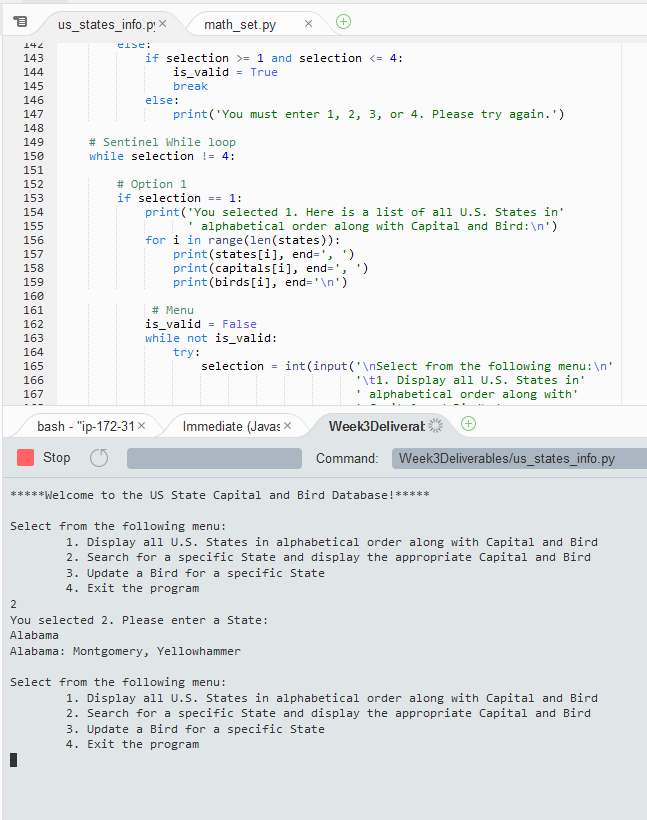 us_states_info.py × math_set.py ×
142 else:
143 if selection >= 1 and selection <= 4:
144 is_valid = True
145 break
146 else:
147 print('You must enter 1, 2, 3, or 4. Please try again.')
148
149 # Sentinel While loop
150 while selection != 4:
151
152 # Option 1
153 if selection == 1:
154 print('You selected 1. Here is a list of all U.S. States in'
155 ' alphabetical order along with Capital and Bird:\n')
156 for i in range(len(states)):
157 print(states[i], end=', ')
158 print(capitals[i], end=', ')
159 print(birds[i], end='\n')
160
161 # Menu
162 is_valid = False
163 while not is_valid:
164 try:
165 selection = int(input('\nSelect from the following menu:\n'
166 '\t1. Display all U.S. States in'
167 ' alphabetical order along with'
bash - "ip-172-31 × Immediate (Javas × Week3Deliverat
Stop Command: Week3Deliverables/us_states_info.py
*****Welcome to the US State Capital and Bird Database!*****
Select from the following menu:
1. Display all U.S. States in alphabetical order along with Capital and Bird
2. Search for a specific State and display the appropriate Capital and Bird
3. Update a Bird for a specific State
4. Exit the program
2
You selected 2. Please enter a State:
Alabama
Alabama: Montgomery, Yellowhammer
Select from the following menu:
1. Display all U.S. States in alphabetical order along with Capital and Bird
2. Search for a specific State and display the appropriate Capital and Bird
3. Update a Bird for a specific State
4. Exit the program